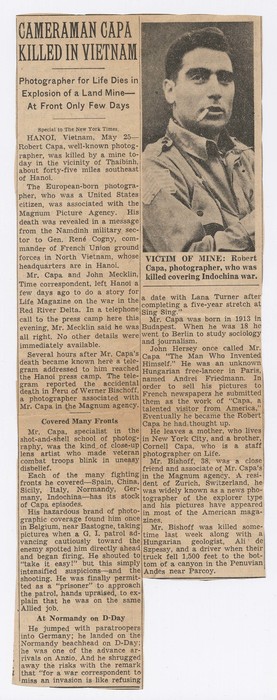 CAMERAMAN CAPA
KILLED IN VIETNAM
Photographer for Life Dies in
Explosion of a Land Mine—
At Front Only Few Days
Special to The New York Times.
HANOI, Vietnam, May 25—
Robert Capa, well-known photog-
rapher, was killed by a mine to-
day in the vicinity of Thaibinh,
about forty-five miles southeast
of Hanoi.
The European-born photogra-
pher, who was a United States
citizen, was associated with the
Magnum Picture Agency. His
death was revealed in a message
from the Namdinh military sec-
tor to Gen. René Cogny, com-
mander of French Union ground
forces in North Vietnam, whose
headquarters are in Hanoi.
Mr. Capa and John Mecklin,
Time correspondent, left Hanoi a
few days ago to do a story for
Life Magazine on the war in the
Red River Delta. In a telephone
call to the press camp here this
evening, Mr. Mecklin said he was
all right. No other details were
immediately available.
Several hours after Mr. Capa's
death became known here a tele-
gram addressed to him reached
the Hanoi press camp. The tele-
gram reported the accidental
death in Peru of Werner Bischof,
a photographer associated with
Mr. Capa in the Magnum agency.
Covered Many Fronts
Mr. Capa, specialist in the
shot-and-shell school of photog-
raphy, was the kind of close-up
lens artist who made veteran
combat troops blink in uneasy
disbelief.
Each of the many fighting
fronts he covered—Spain, China,
Sicily, Italy, Normandy, Ger-
many, Indochina—has its stock
of Capa episodes.
His hazardous brand of photo-
graphic coverage found him once
in Belgium, near Bastogne, taking
pictures when a G. I. patrol ad-
vancing cautiously toward the
enemy spotted him directly ahead
and began firing. He shouted to
"take it easy!" but this simply
intensified suspicions—and the
shooting. He was finally permit-
ted as a "prisoner" to approach
the patrol, hands upraised, to ex-
plain that he was on the same
Allied job.
At Normandy on D-Day
He jumped with paratroopers
into Germany; he landed on the
Normandy beachhead on D-Day;
he was one of the advance arriv-
als on Anzio. And he shrugged
away the risks with the remark
that "for a war correspondent to
miss an invasion is like refusing
VICTIM OF MINE: Robert
Capa, photographer, who was
killed covering Indochina war.
a date with Lana Turner after
completing a five-year stretch at
Sing Sing."
Mr. Capa was born in 1913 in
Budapest. When he was 18 he
went to Berlin to study sociology
and journalism.
John Hersey once called Mr.
Capa "The Man Who Invented
Himself." He was an unknown
Hungarian free-lancer in Paris,
named Andrei Friedmann. In
order to sell his pictures to
French newspapers he submitted
them as the work of "Capa, a
talented visitor from America."
Eventually he became the Robert
Capa he had thought up.
He leaves a mother, who lives
in New York City, and a brother,
Cornell Capa, who is a staff
photographer on Life.
Mr. Bishoff, 38, was a close
friend and associate of Mr. Capa's
in the Magnum agency. A resi-
dent of Zurich, Switzerland, he
was widely known as a news pho-
tographer of the explorer type
and his pictures have appeared
in most of the American maga-
zines.
Mr. Bishoff was killed some-
time last week along with a
Hungarian geologist, Ali de
Szpessy, and a driver when their
truck fell 1,500 feet to the bot-
tom of a canyon in the Peruvian
Andes near Parcoy.